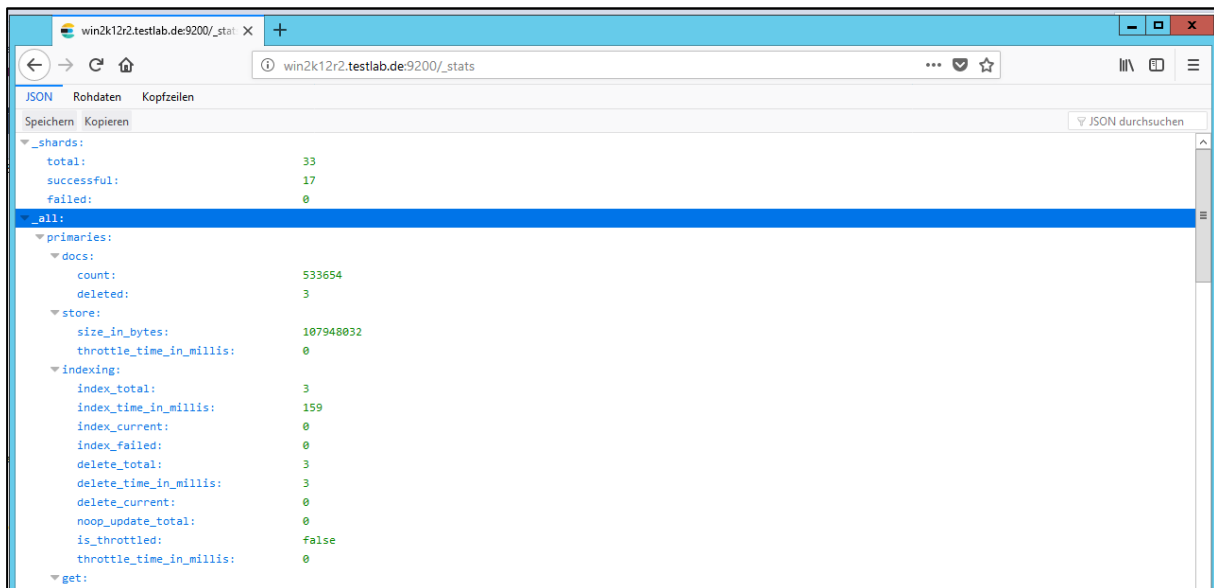 win2k12r2.testlab.de:9200/_stat
win2k12r2.testlab.de:9200/_stats
JSON Rohdaten Kopfzeilen
Speichern Kopieren JSON durchsuchen
_shards:
total: 33
successful: 17
failed: 0
_all:
primaries:
docs:
count: 533654
deleted: 3
store:
size_in_bytes: 107948032
throttle_time_in_millis: 0
indexing:
index_total: 3
index_time_in_millis: 159
index_current: 0
index_failed: 0
delete_total: 3
delete_time_in_millis: 3
delete_current: 0
noop_update_total: 0
is_throttled: false
throttle_time_in_millis: 0
get: